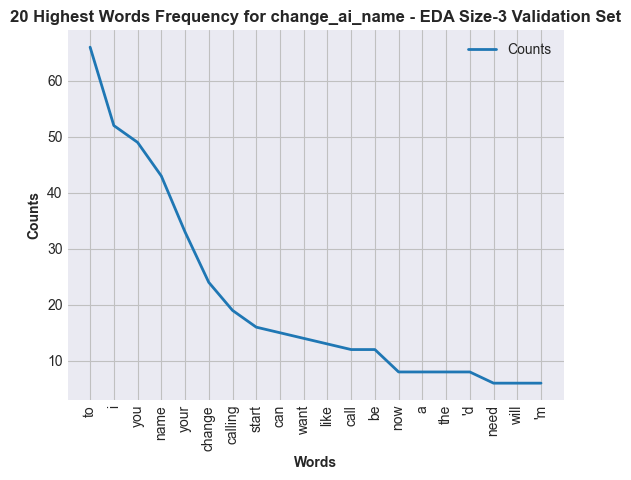 20 Highest Words Frequency for change_ai_name - EDA Size-3 Validation Set
Counts
60
50
40
30
20
10
Counts
to
i
you
name
your
change
calling
start
can
want
like
call
be
now
a
the
'd
need
will
'm
Words